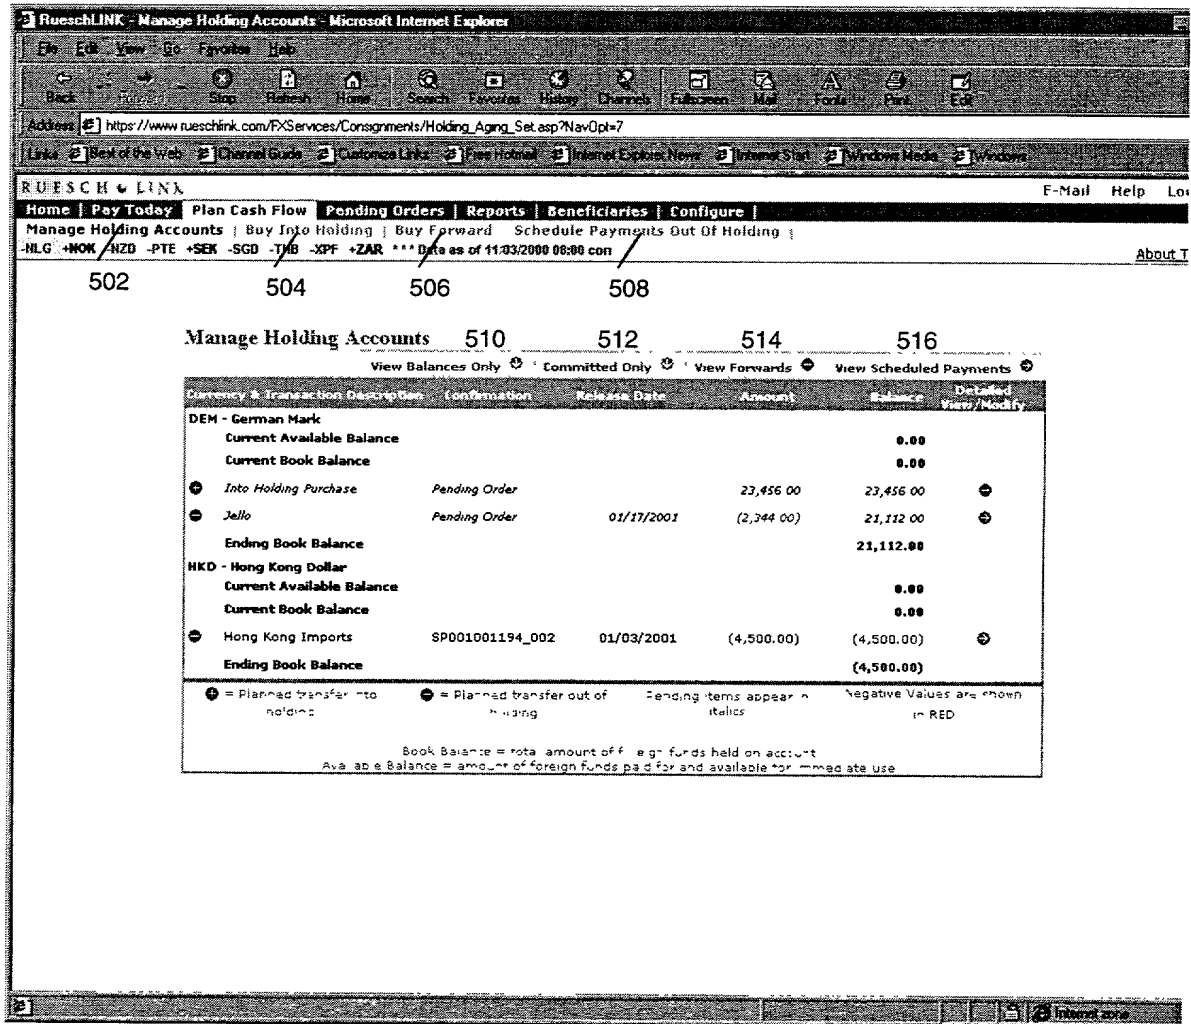 RueschLINK - Manage Holding Accounts - Microsoft Internet Explorer
File Edit View Go Favorites Help
Back Forward Stop Refresh Home Search Favorites History Channels Fullscreen Mail Fonts Print Edit
Address https://www.rueschlink.com/FXServices/Consignments/Holding_Aging_Set.asp?NavOpt=7
Links Best of the Web Channel Guide Customize Links Free Hotmail Internet Explorer News Internet Start Windows Media Windows
RUESCH LINK
E-Mail Help Lo
Home | Pay Today | Plan Cash Flow | Pending Orders | Reports | Beneficiaries | Configure |
Manage Holding Accounts | Buy Into Holding | Buy Forward Schedule Payments Out Of Holding |
-NLG +NOK -NZD -PTE +SEK -SGD -THB -XPF +ZAR *** Data as of 11/03/2000 08:00 con
About T
502 504 506 508
Manage Holding Accounts 510 512 514 516
View Balances Only Committed Only View Forwards View Scheduled Payments
Currency & Transaction Description Confirmation Release Date Amount Balance Detailed View/Modify
DEM - German Mark
Current Available Balance 0.00
Current Book Balance 0.00
Into Holding Purchase Pending Order 23,456 00 23,456 00
Jello Pending Order 01/17/2001 (2,344 00) 21,112 00
Ending Book Balance 21,112.00
HKD - Hong Kong Dollar
Current Available Balance 0.00
Current Book Balance 0.00
Hong Kong Imports SP001001194_002 01/03/2001 (4,500.00) (4,500.00)
Ending Book Balance (4,500.00)
= Planned transfer into holding
= Planned transfer out of holding
Pending items appear in italics
Negative Values are shown in RED
Book Balance = total amount of foreign funds held on account
Available Balance = amount of foreign funds paid for and available for immediate use
Internet zone